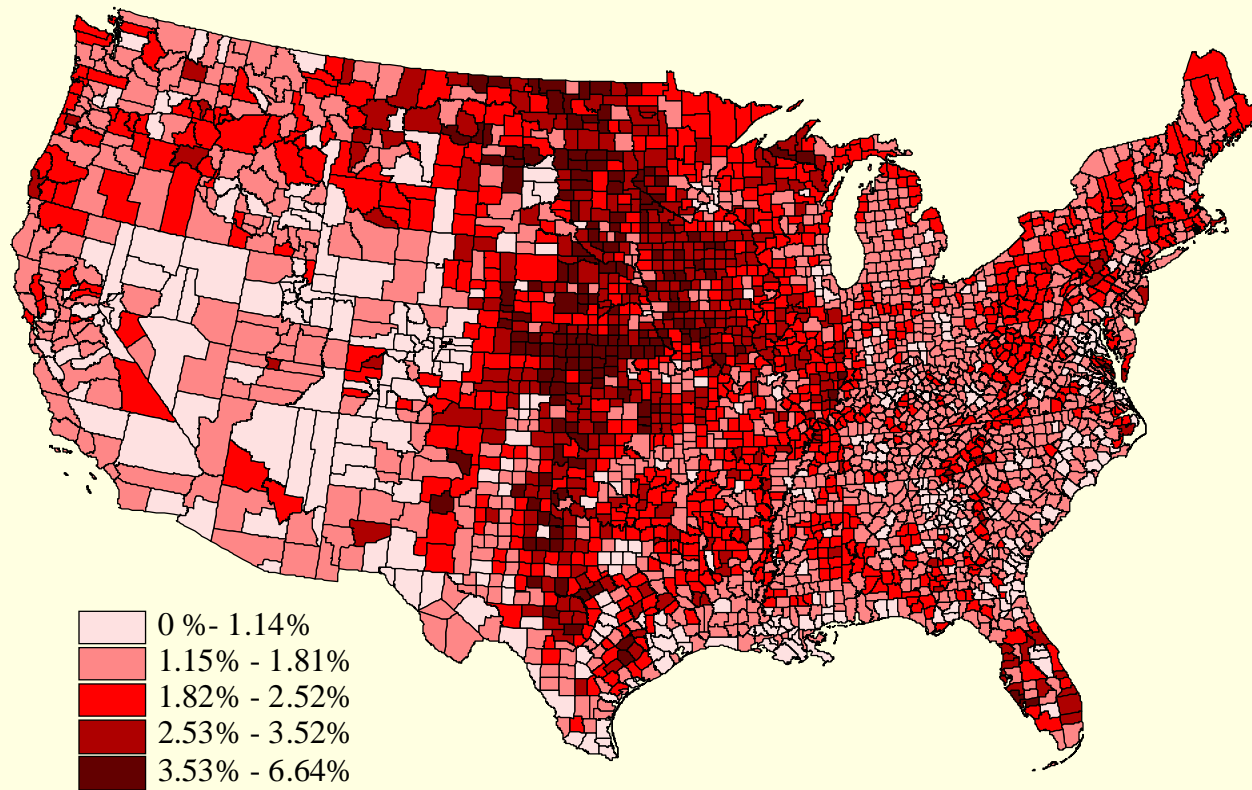 0 %- 1.14%
1.15% - 1.81%
1.82% - 2.52%
2.53% - 3.52%
3.53% - 6.64%